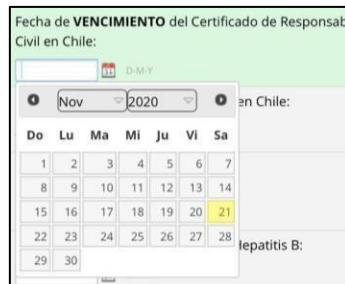 Fecha de VENCIMIENTO del Certificado de
Civil en Chile:
31 D-M-Y
Nov 2020 en Chile:
Do Lu Ma Mi Ju Vi Sa
1 2 3 4 5 6 7
8 9 10 11 12 13 14
15 16 17 18 19 20 21
22 23 24 25 26 27 28
Hepatitis B:
29 30